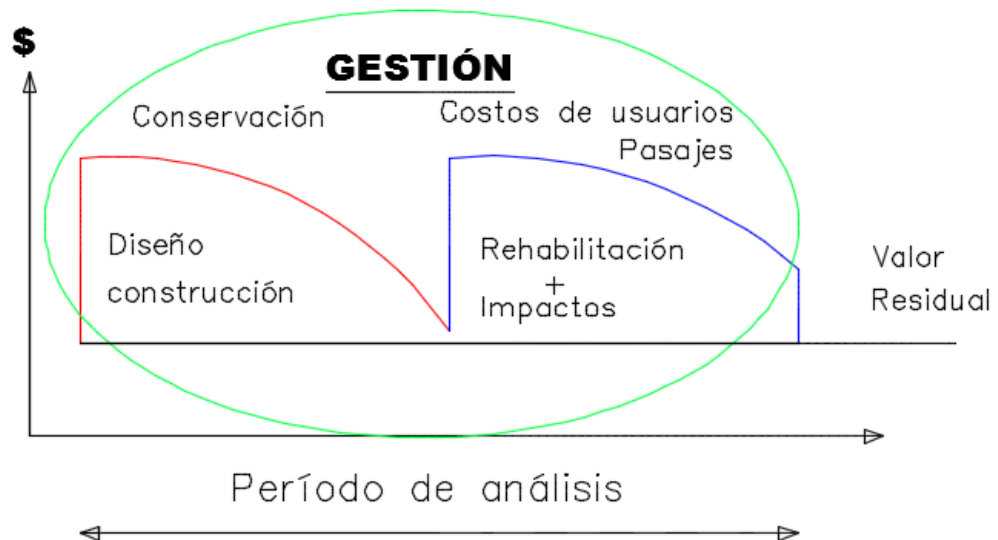 $
GESTIÓN
Conservación
Costos de usuarios
Pasajes
Diseño
construcción
Rehabilitación
+
Impactos
Valor
Residual
Período de análisis